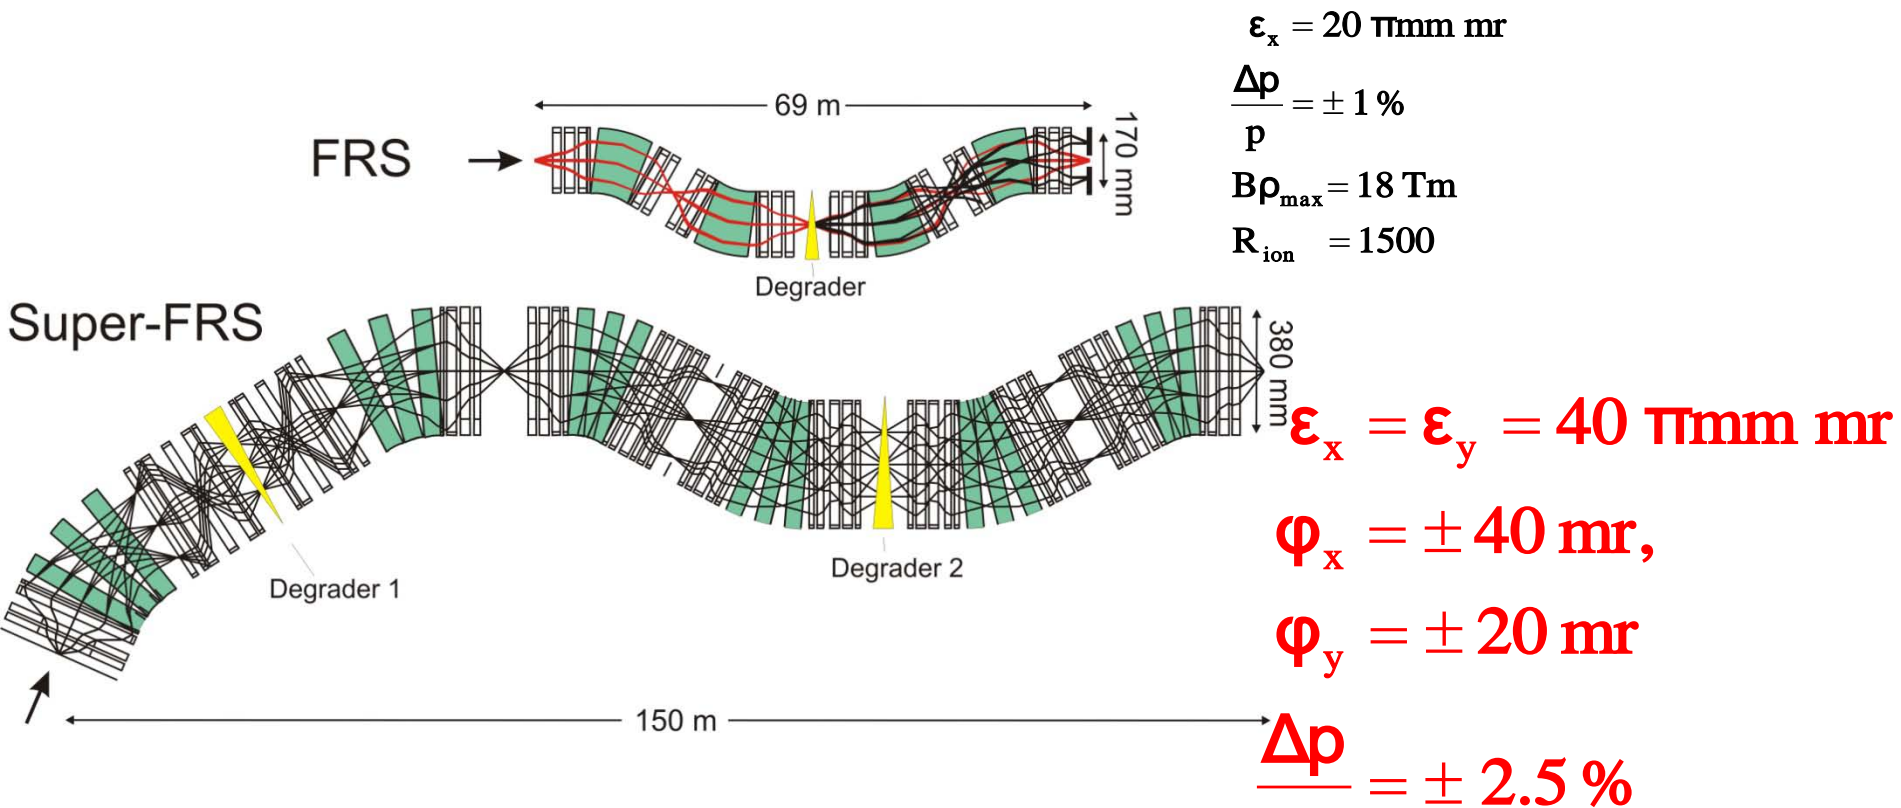 εx = 20 πmm mr
Δp
p
= ± 1 %
Bρmax = 18 Tm
Rion = 1500
69 m
FRS
170 mm
Degrader
Super-FRS
380 mm
εx = εy = 40 πmm mr
φx = ± 40 mr,
Degrader 2
Degrader 1
φy = ± 20 mr
150 m
Δp
= ± 2.5 %